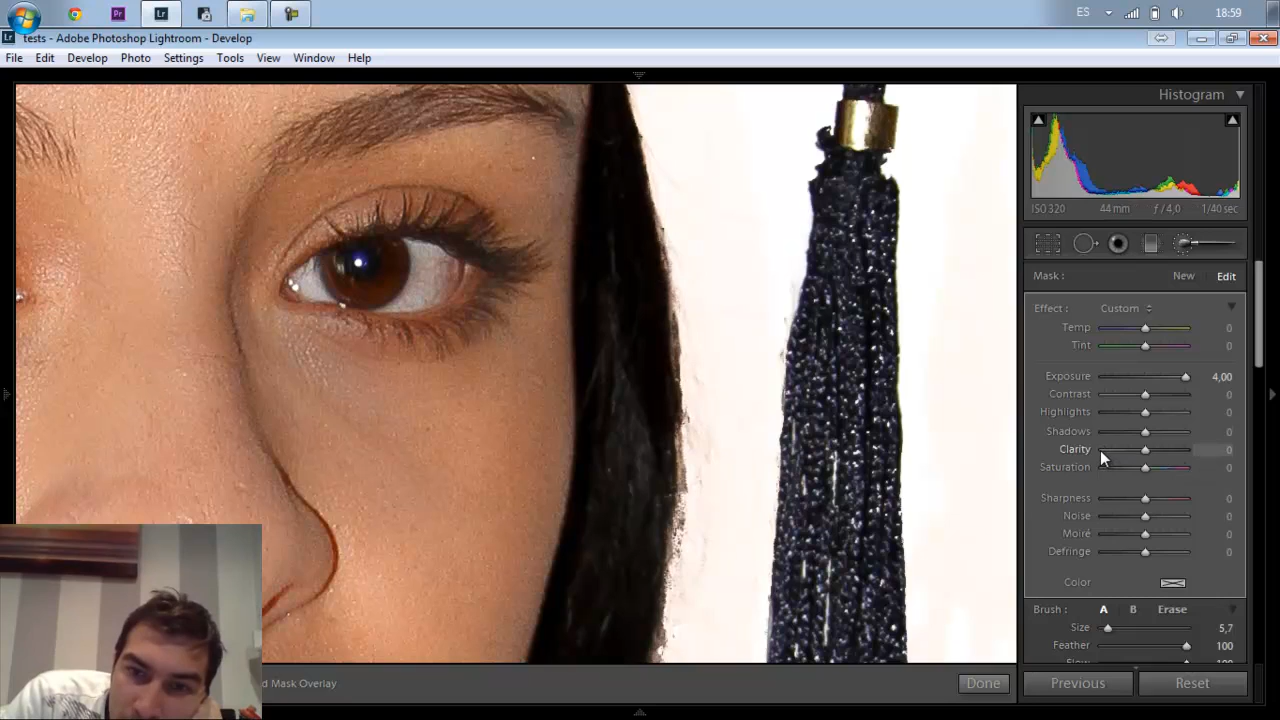 Pr
Lr
ES
18:59
Lr
tests - Adobe Photoshop Lightroom - Develop
File Edit Develop Photo Settings Tools View Window Help
Histogram
ISO 320 44 mm ƒ / 4,0 1/40 sec
Mask : New Edit
Effect : Custom
Temp 0
Tint 0
Exposure 4,00
Contrast 0
Highlights 0
Shadows 0
Clarity 0
Saturation 0
Sharpness 0
Noise 0
Moiré 0
Defringe 0
Color
Brush : A B Erase
Size 5,7
Feather 100
d Mask Overlay
Done
Previous
Reset